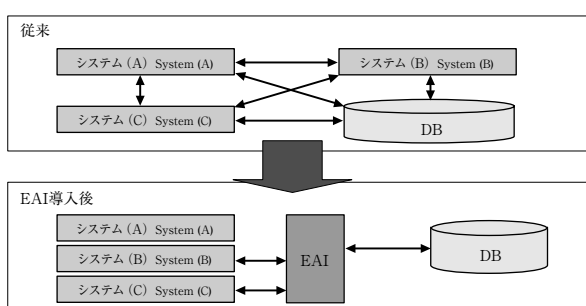 従来
システム（A）System (A)
システム（B）System (B)
システム（C）System (C)
DB
EAI導入後
システム（A）System (A)
システム（B）System (B)
システム（C）System (C)
EAI
DB